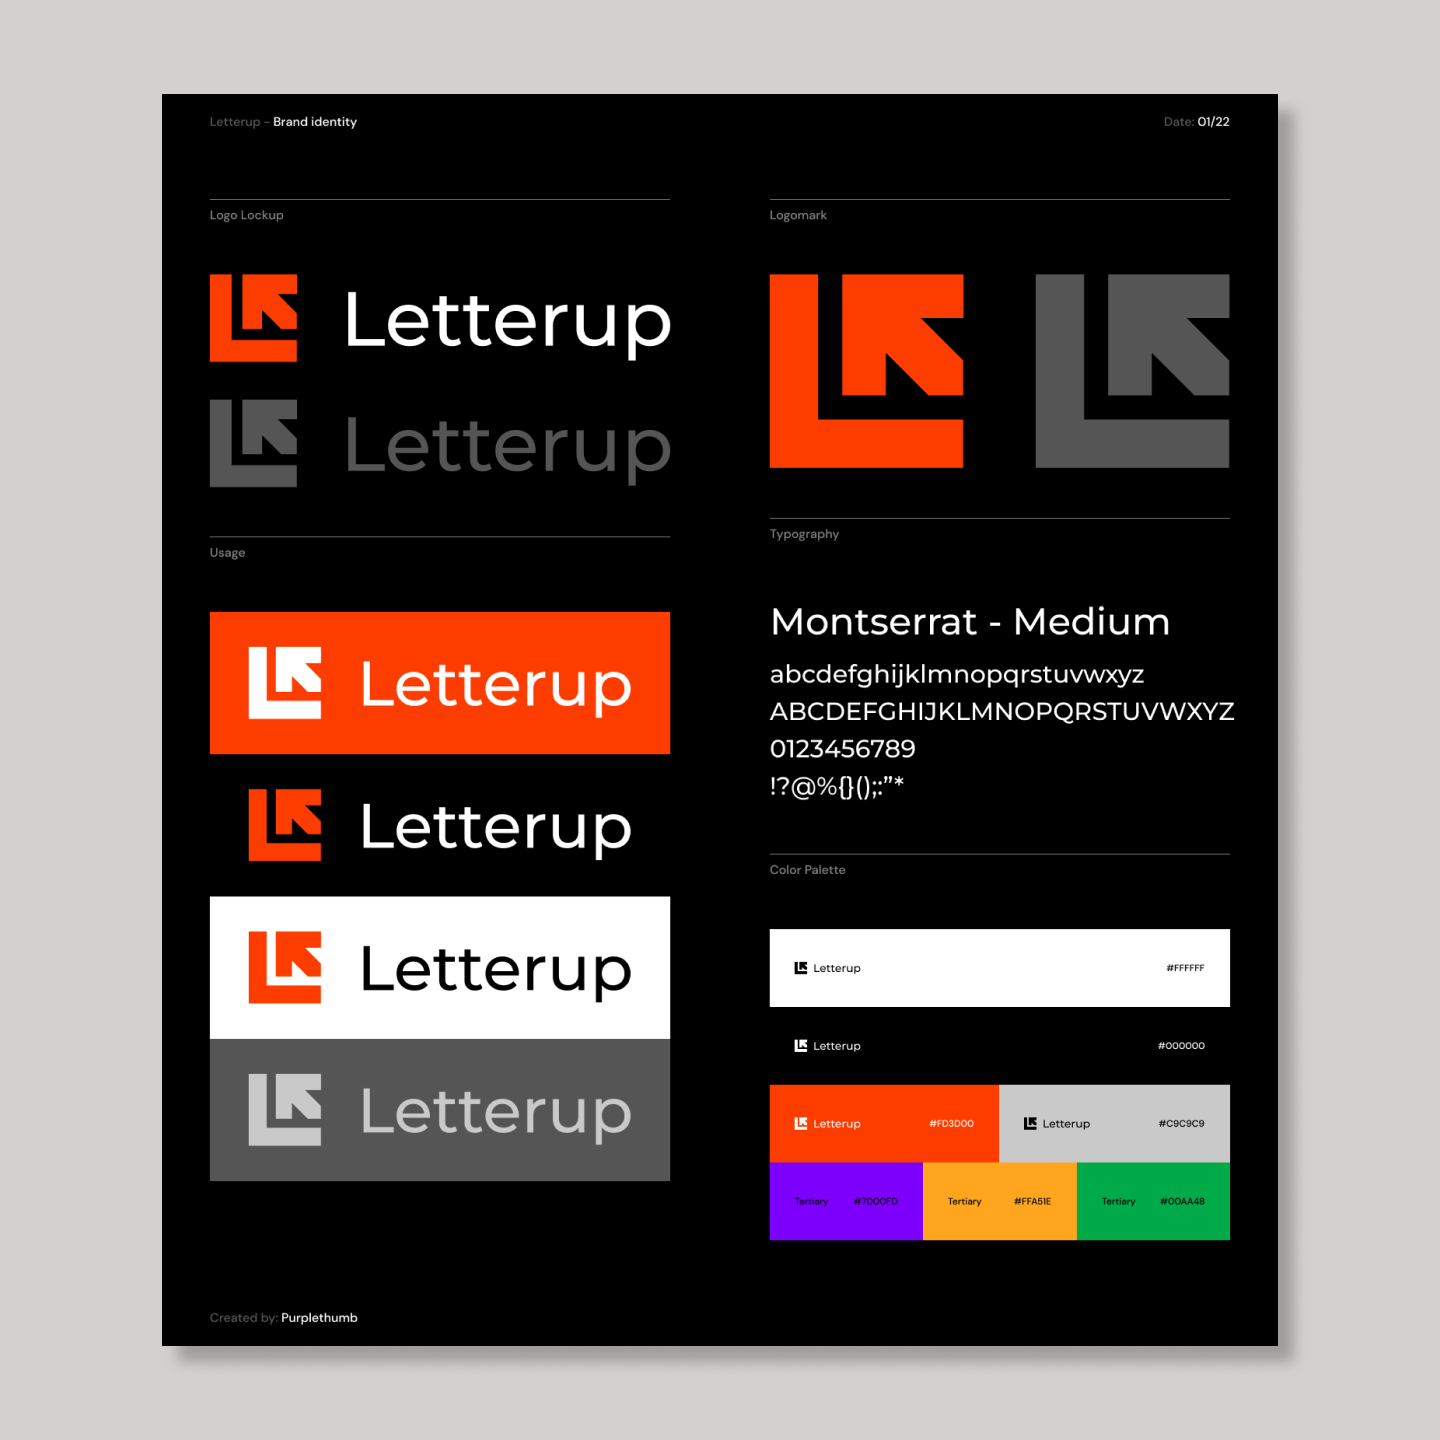 Letterup – Brand identity
Date: 01/22
Logo Lockup
Letterup
Letterup
Usage
Letterup
Letterup
Letterup
Letterup
Logomark
Typography
Montserrat - Medium
abcdefghijklmnopqrstuvwxyz
ABCDEFGHIJKLMNOPQRSTUVWXYZ
0123456789
!?@%{}();:”*
Color Palette
Letterup #FFFFFF
Letterup #000000
Letterup #FD3D00
Letterup #C9C9C9
Tertiary #7D00FD
Tertiary #FFA51E
Tertiary #00AA48
Created by: Purplethumb